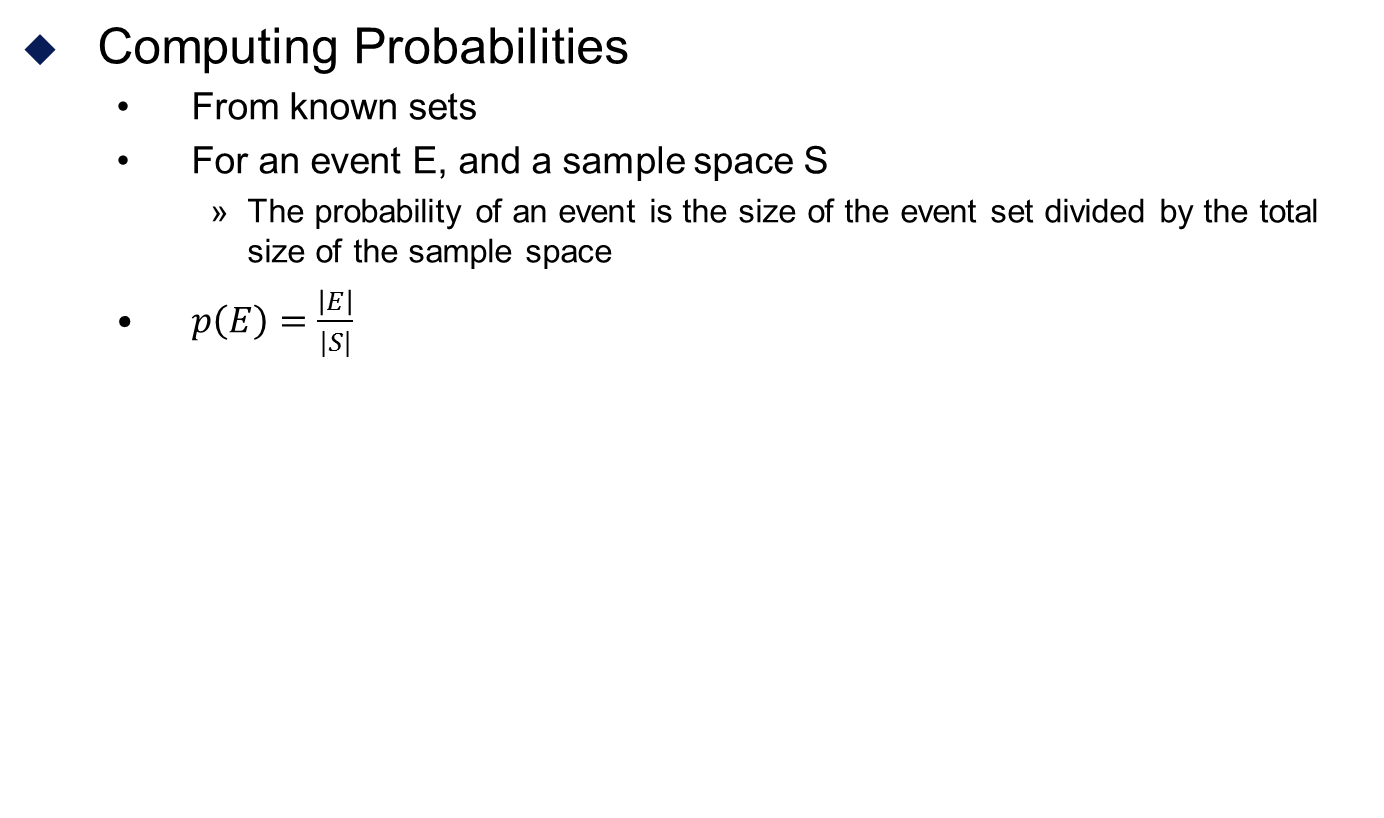 ◆ Computing Probabilities
• From known sets
• For an event E, and a sample space S
» The probability of an event is the size of the event set divided by the total
size of the sample space
• p(E) = |E|/|S|